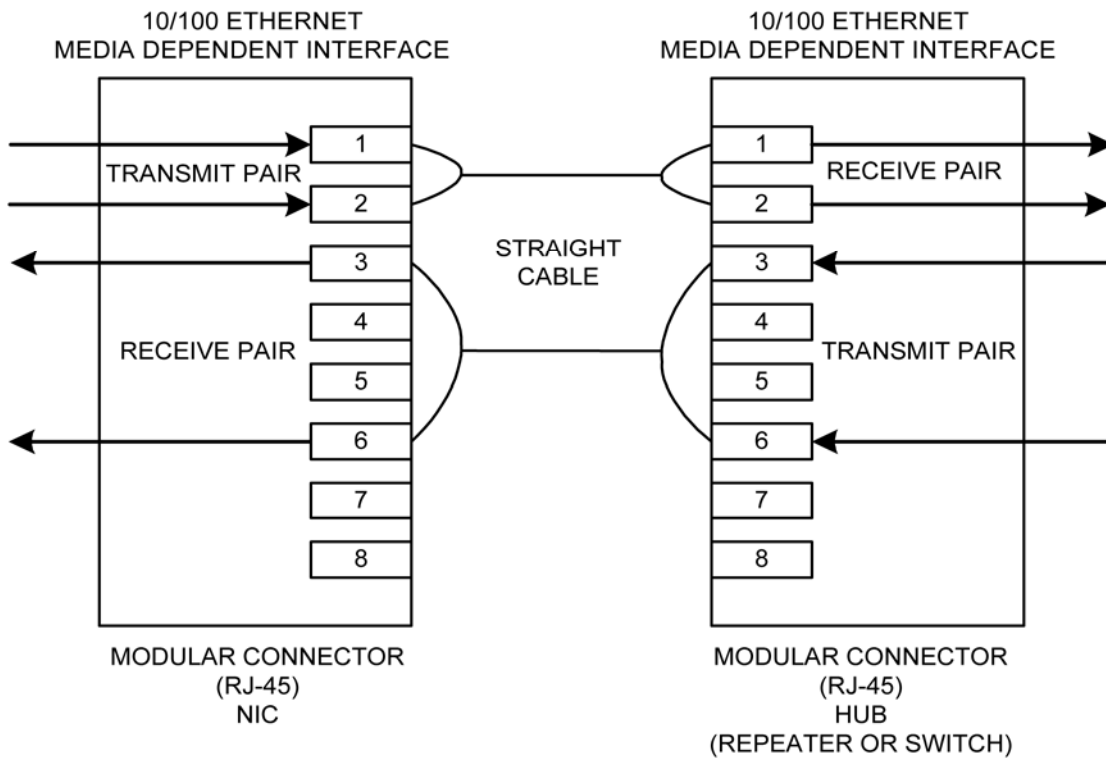 10/100 ETHERNET
MEDIA DEPENDENT INTERFACE
1
TRANSMIT PAIR
2
3
4
RECEIVE PAIR
5
6
7
8
MODULAR CONNECTOR
(RJ-45)
NIC
STRAIGHT
CABLE
10/100 ETHERNET
MEDIA DEPENDENT INTERFACE
1
RECEIVE PAIR
2
3
4
TRANSMIT PAIR
5
6
7
8
MODULAR CONNECTOR
(RJ-45)
HUB
(REPEATER OR SWITCH)